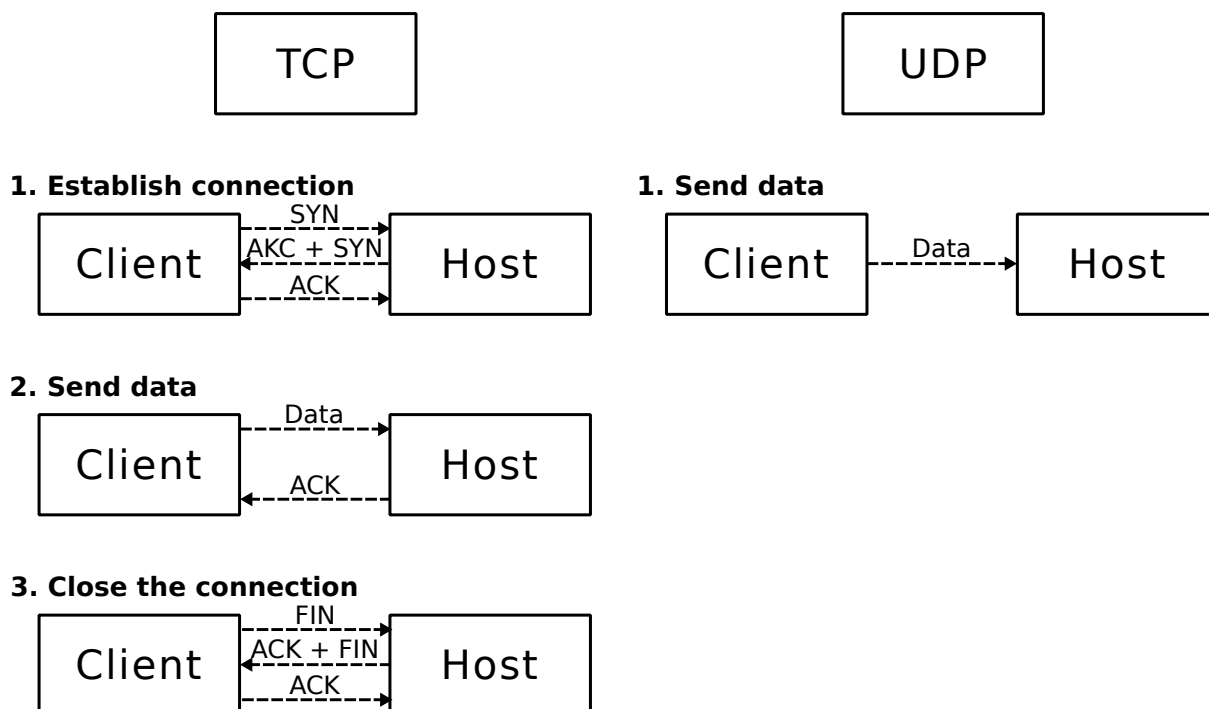 TCP
1. Establish connection
Client
SYN
AKC + SYN
ACK
Host
2. Send data
Client
Data
ACK
Host
3. Close the connection
Client
FIN
ACK + FIN
ACK
Host
UDP
1. Send data
Client
Data
Host